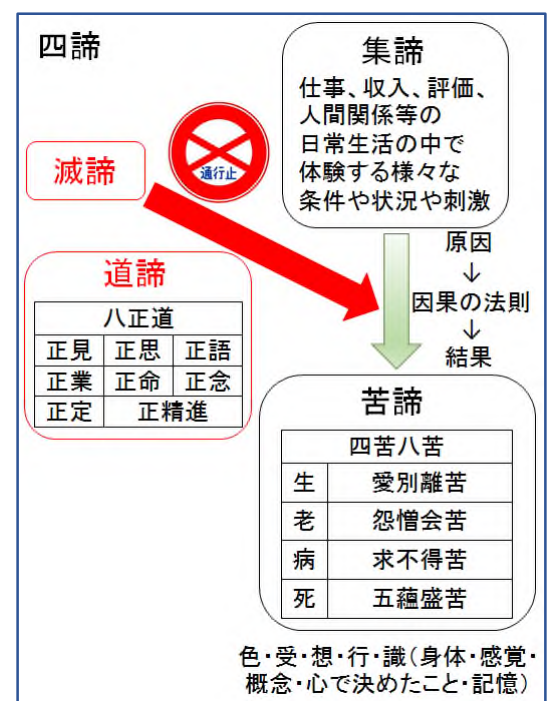 四諦
集諦
仕事、収入、評価、
人間関係等の
日常生活の中で
体験する様々な
条件や状況や刺激
通行止
滅諦
原因
↓
因果の法則
↓
結果
道諦
八正道
正見 正思 正語
正業 正命 正念
正定 正精進
苦諦
四苦八苦
生 愛別離苦
老 怨憎会苦
病 求不得苦
死 五蘊盛苦
色・受・想・行・識(身体・感覚・
概念・心で決めたこと・記憶)